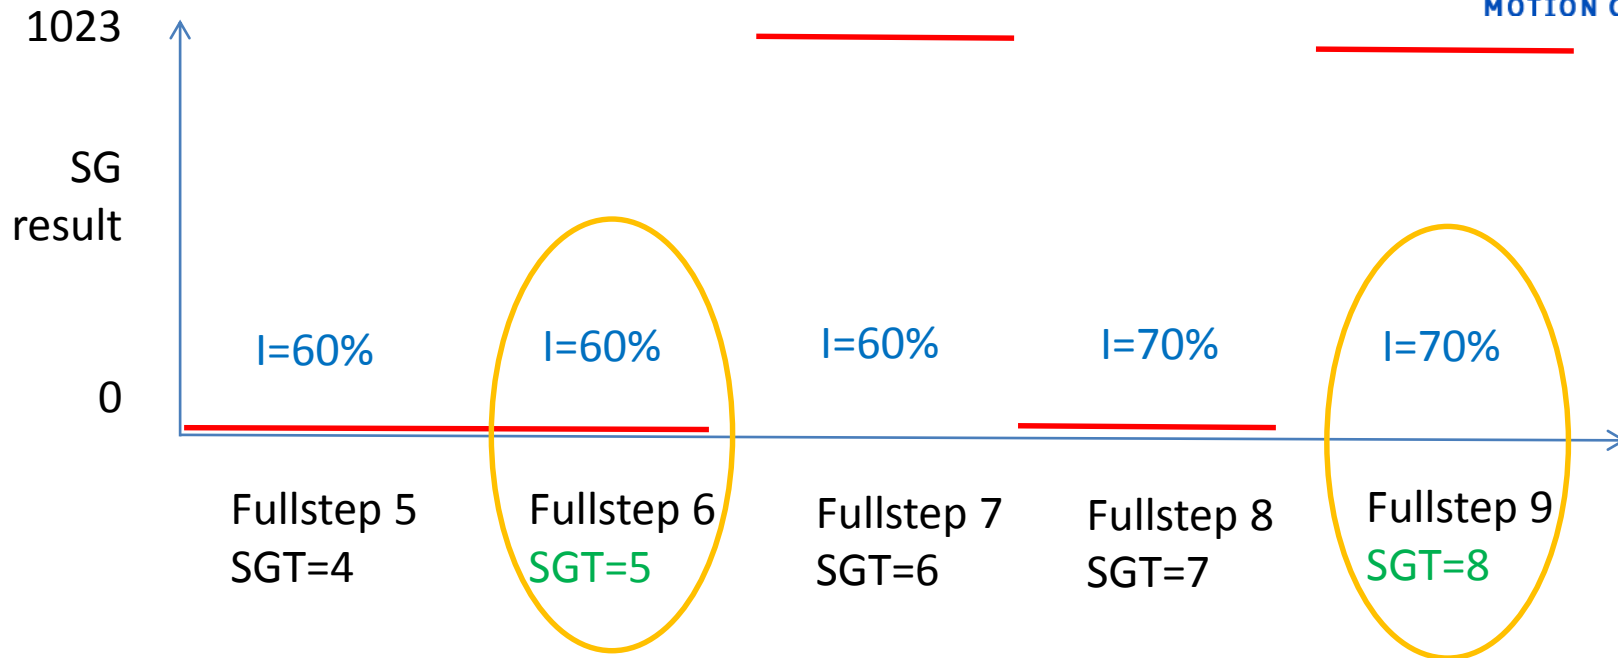 MOTION C
1023
SG
result
0
I=60%
I=60%
I=60%
I=70%
I=70%
Fullstep 5
SGT=4
Fullstep 6
SGT=5
Fullstep 7
SGT=6
Fullstep 8
SGT=7
Fullstep 9
SGT=8